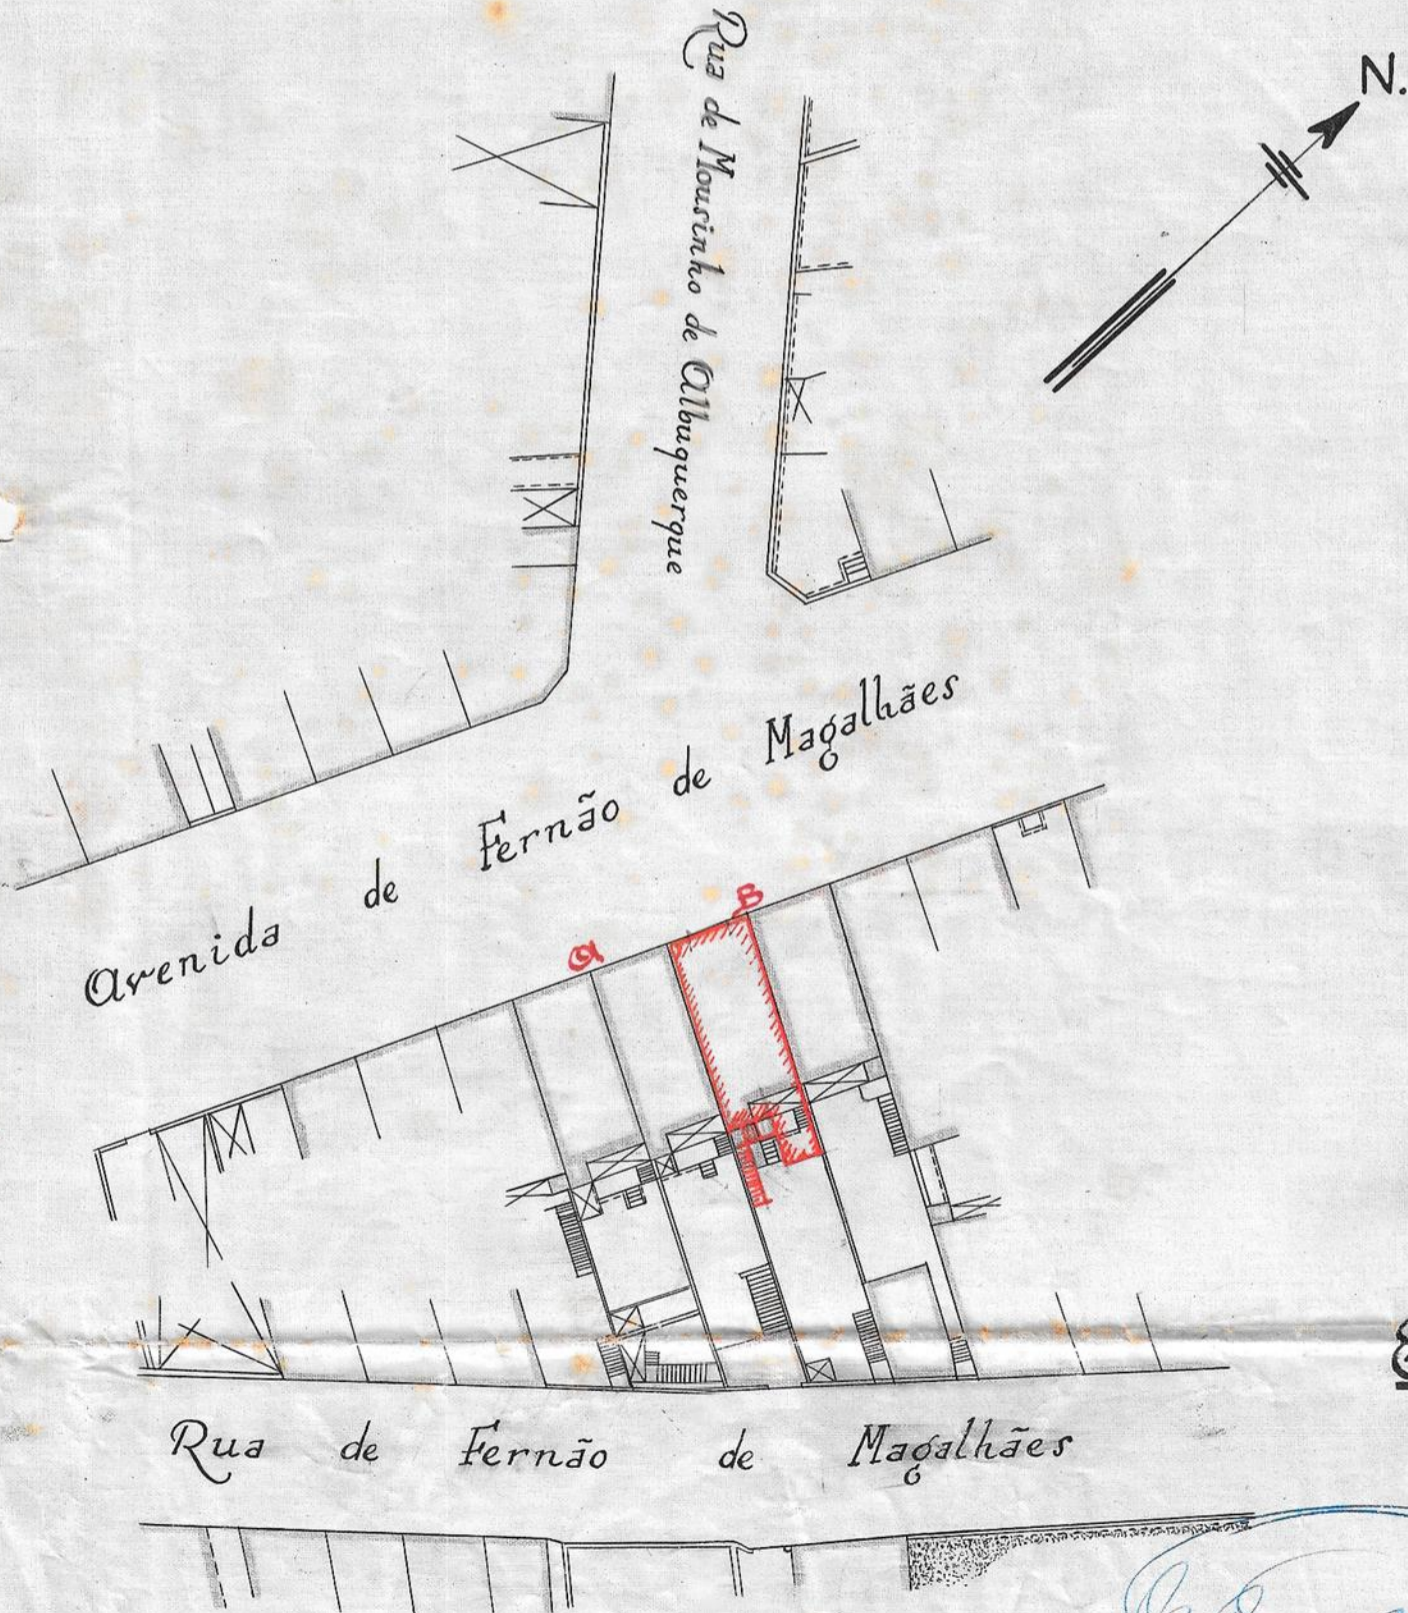 Rua de Mousinho de Albuquerque
N.
Avenida de Fernão de Magalhães
a
B
Rua de Fernão de Magalhães